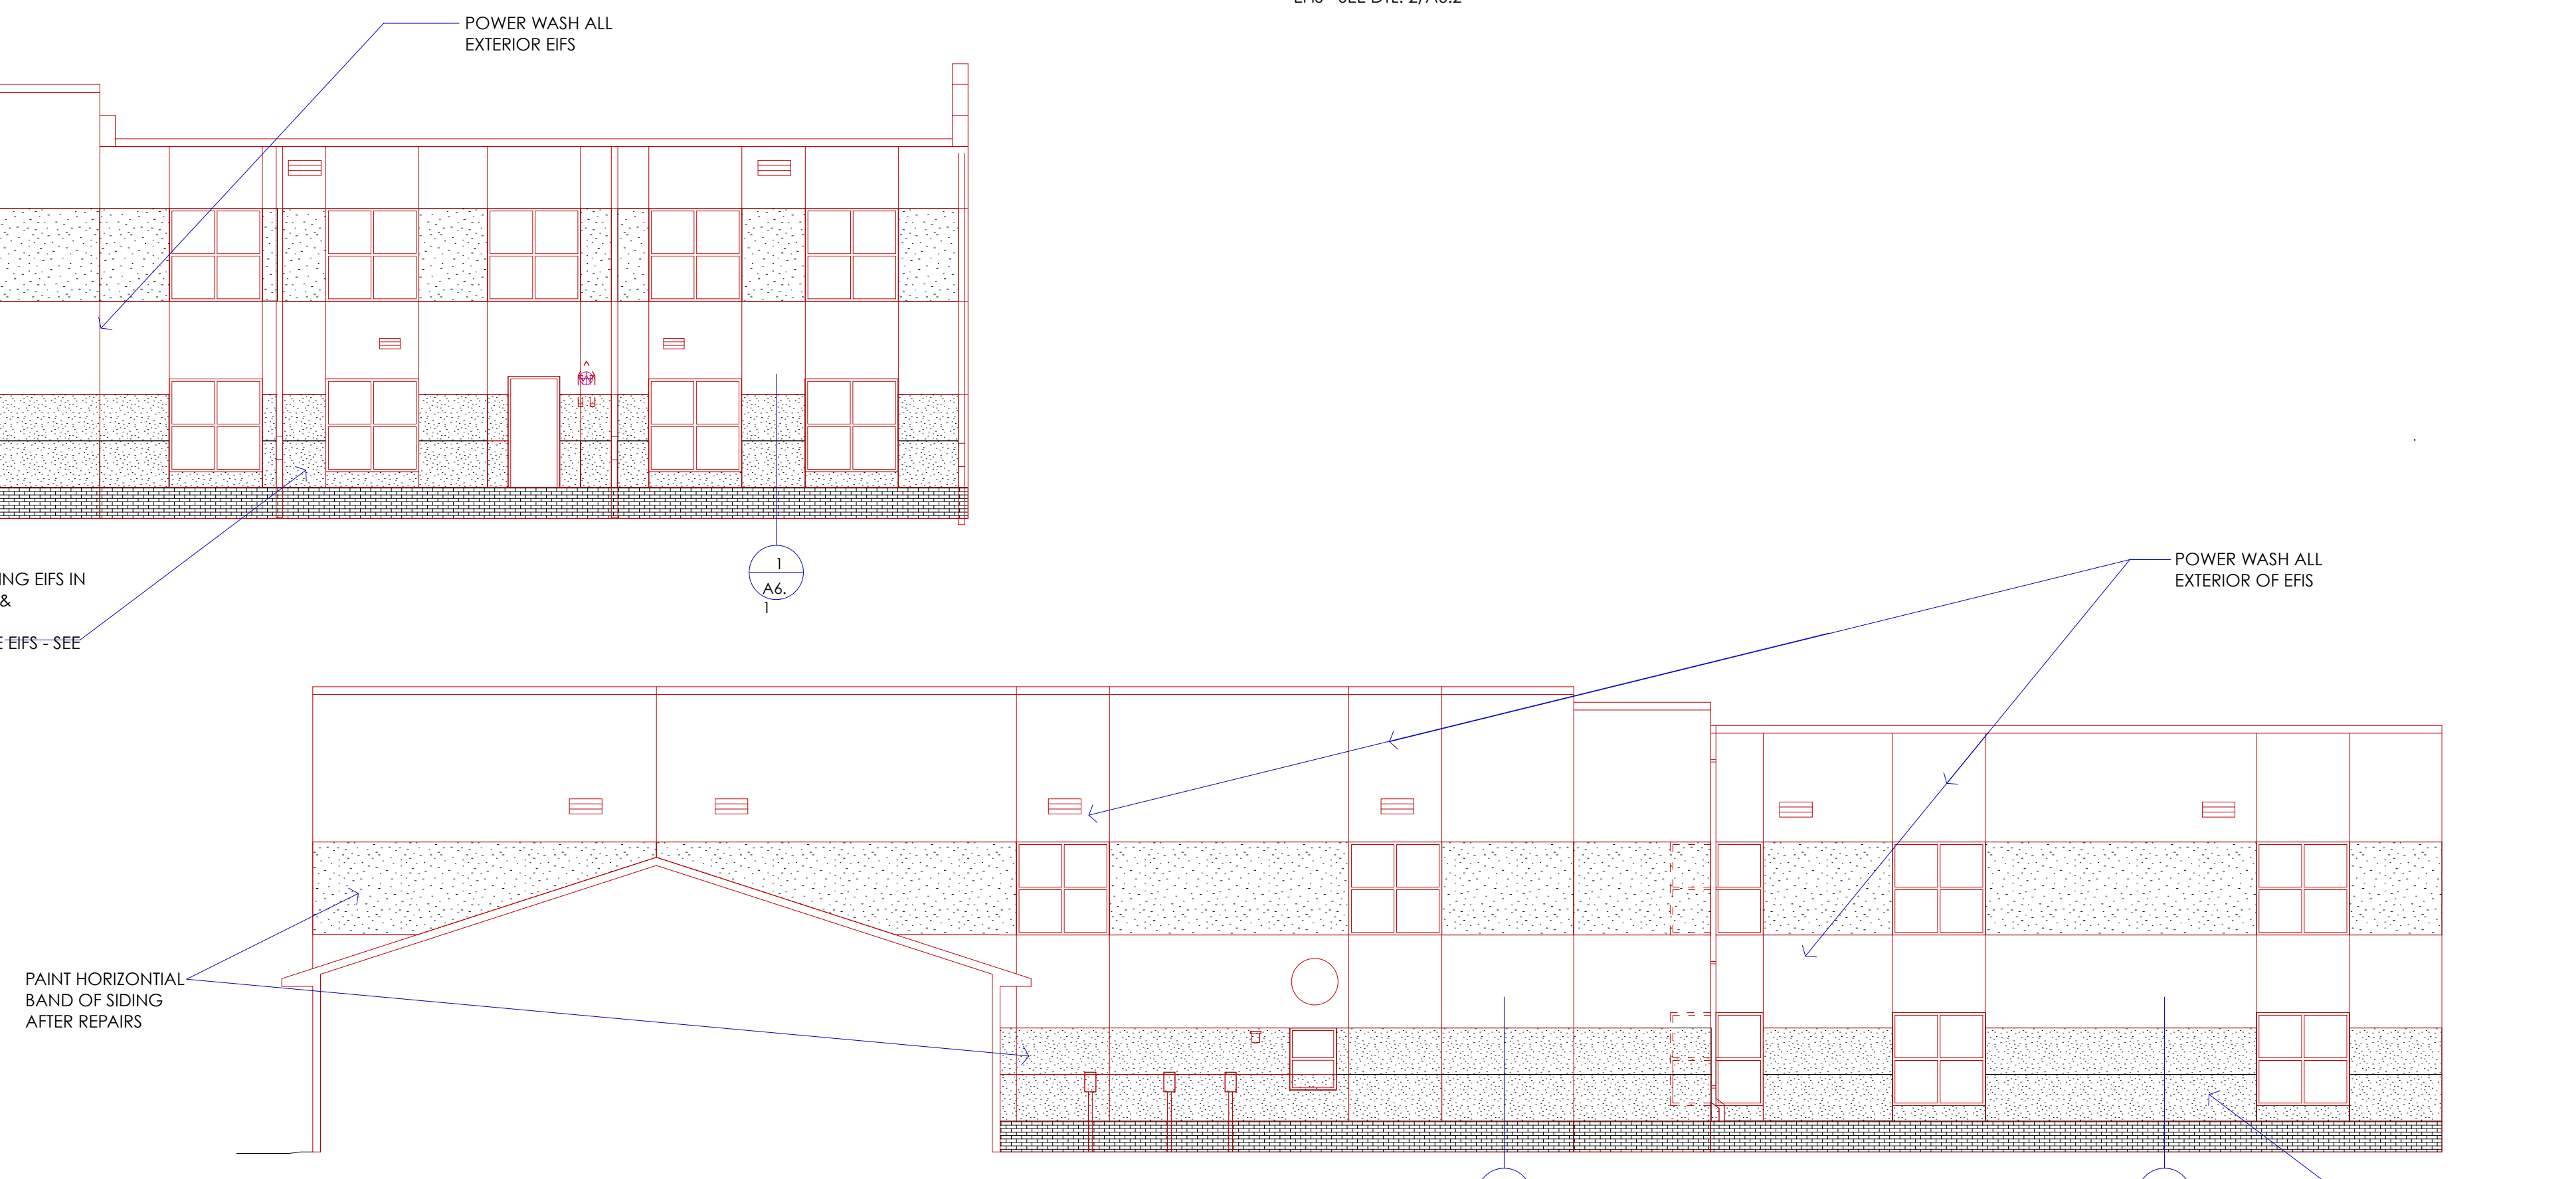 POWER WASH ALL
EXTERIOR EIFS
1
A6.
1
ING EIFS IN
&
E EIFS - SEE
POWER WASH ALL
EXTERIOR OF EFIS
PAINT HORIZONTIAL
BAND OF SIDING
AFTER REPAIRS